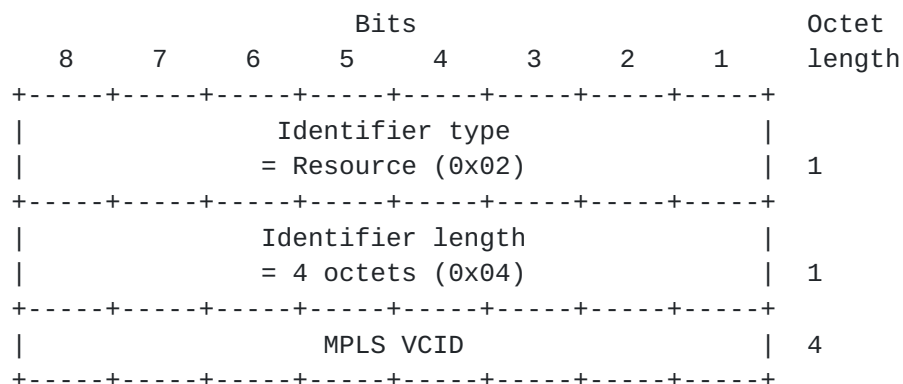 Bits Octet
8 7 6 5 4 3 2 1 length
+-----+-----+-----+-----+-----+-----+-----+-----+
| Identifier type |
| = Resource (0x02) | 1
+-----+-----+-----+-----+-----+-----+-----+-----+
| Identifier length |
| = 4 octets (0x04) | 1
+-----+-----+-----+-----+-----+-----+-----+-----+
| MPLS VCID | 4
+-----+-----+-----+-----+-----+-----+-----+-----+